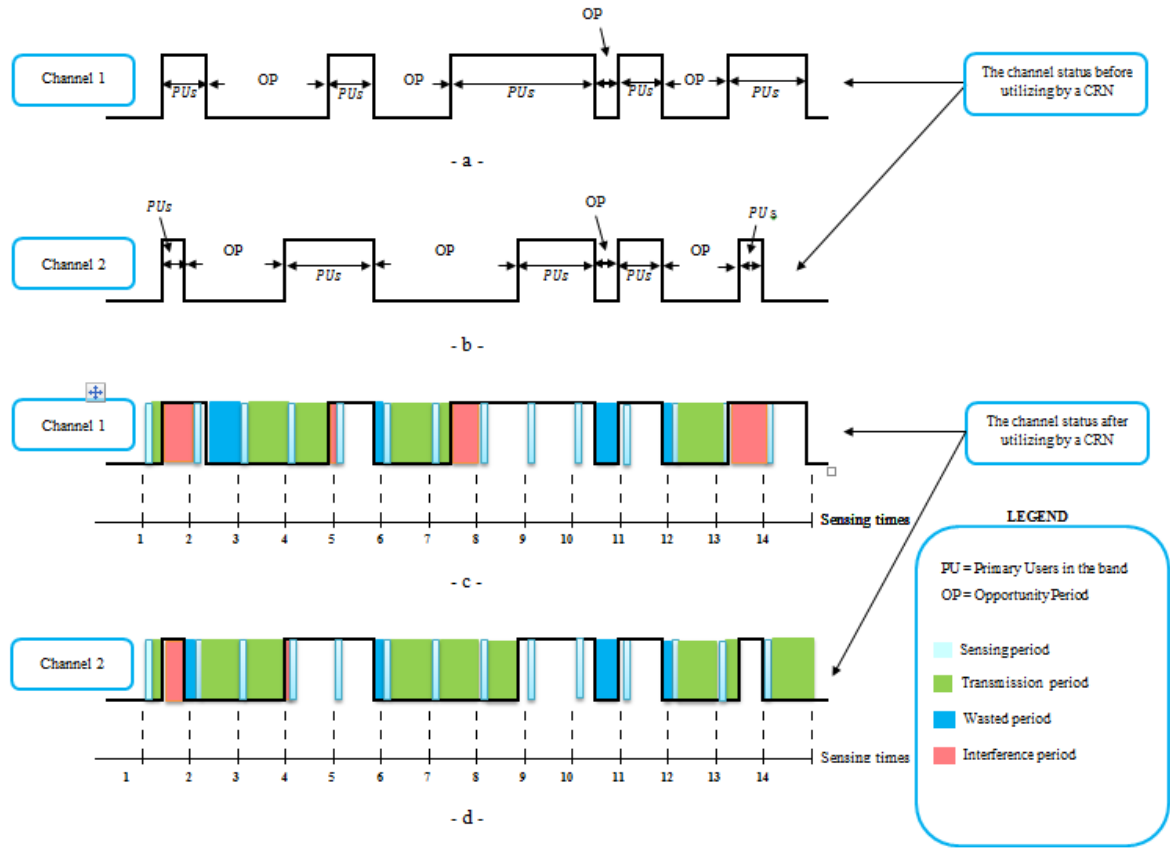 OP
Channel 1
PUs
OP
PUs
OP
PUs
PUs
OP
PUs
The channel status before
utilizing by a CRN
- a -
PUs
OP
PU s
Channel 2
OP
PUs
OP
PUs
PUs
OP
- b -
Channel 1
The channel status after
utilizing by a CRN
Sensing times
1 2 3 4 5 6 7 8 9 10 11 12 13 14
- c -
LEGEND
PU = Primary Users in the band
OP = Opportunity Period
Sensing period
Transmission period
Wasted period
Interference period
Channel 2
Sensing times
1 2 3 4 5 6 7 8 9 10 11 12 13 14
- d -